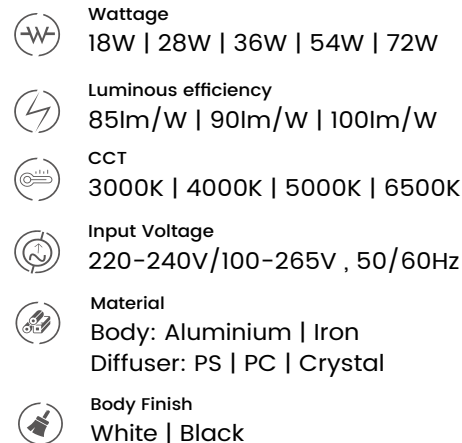 Wattage
18W | 28W | 36W | 54W | 72W
Luminous efficiency
85lm/W | 90lm/W | 100lm/W
CCT
3000K | 4000K | 5000K | 6500K
Input Voltage
220-240V/100-265V , 50/60Hz
Material
Body: Aluminium | Iron
Diffuser: PS | PC | Crystal
Body Finish
White | Black